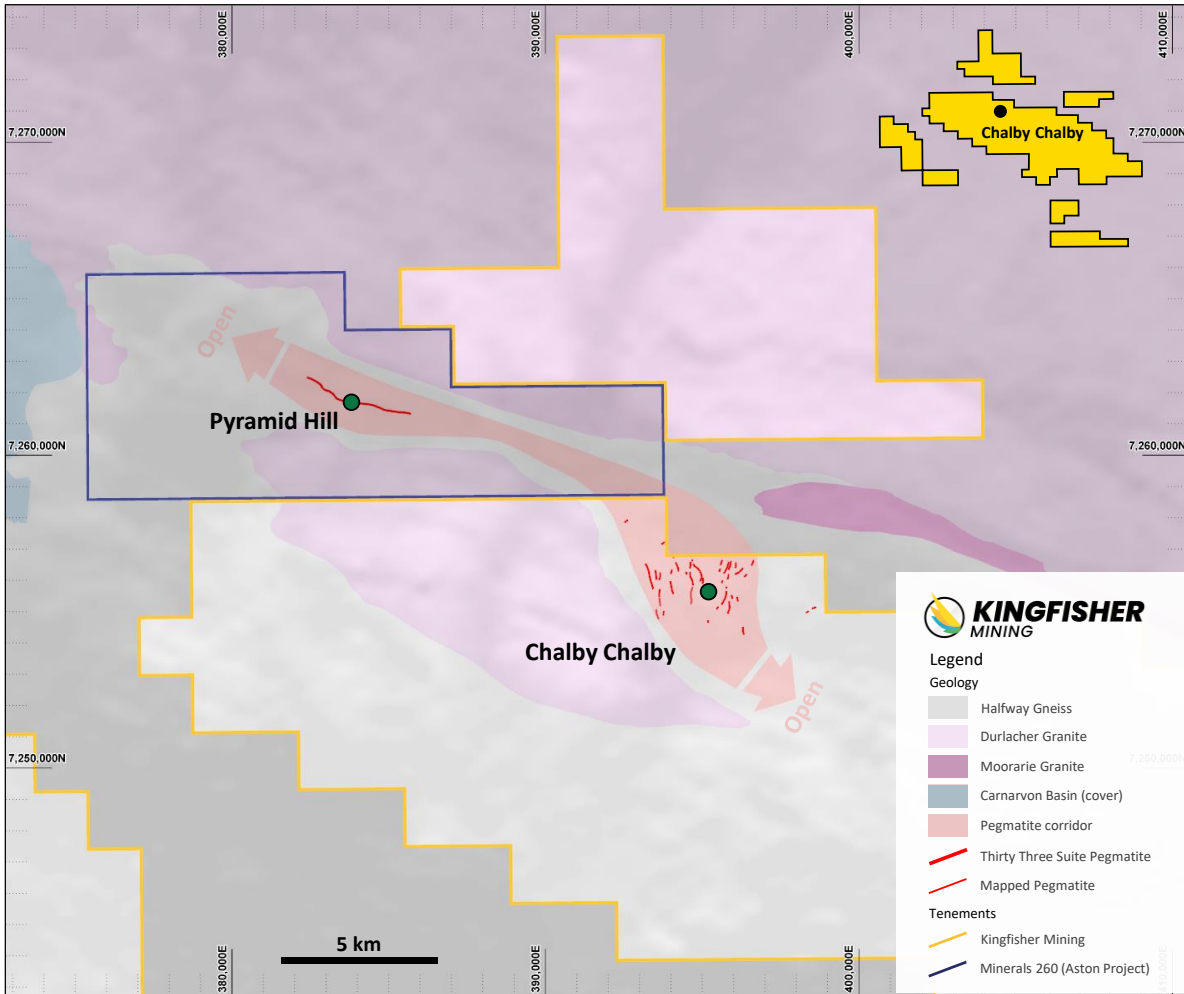 380,000E
390,000E
400,000E
410,000E
7,270,000N
7,270,000N
Chalby Chalby
Open
Pyramid Hill
7,260,000N
7,260,000N
Chalby Chalby
Open
7,250,000N
7,250,000N
KINGFISHER
MINING
Legend
Geology
Halfway Gneiss
Durlacher Granite
Moorarie Granite
Carnarvon Basin (cover)
Pegmatite corridor
Thirty Three Suite Pegmatite
Mapped Pegmatite
Tenements
Kingfisher Mining
Minerals 260 (Aston Project)
5 km
380,000E
390,000E
400,000E
410,000E